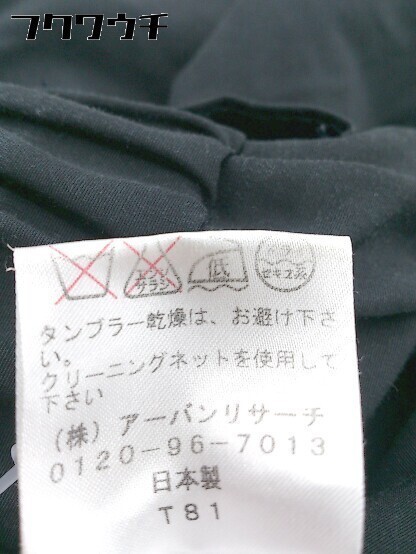 フクワウチ
エンソ
サラシ
低
ドライ
セキユ系
タンブラー乾燥は、お避け下さ
い。
クリーニングネットを使用して
下さい
(株)アーバンリサーチ
0120-96-7013
日本製
T81